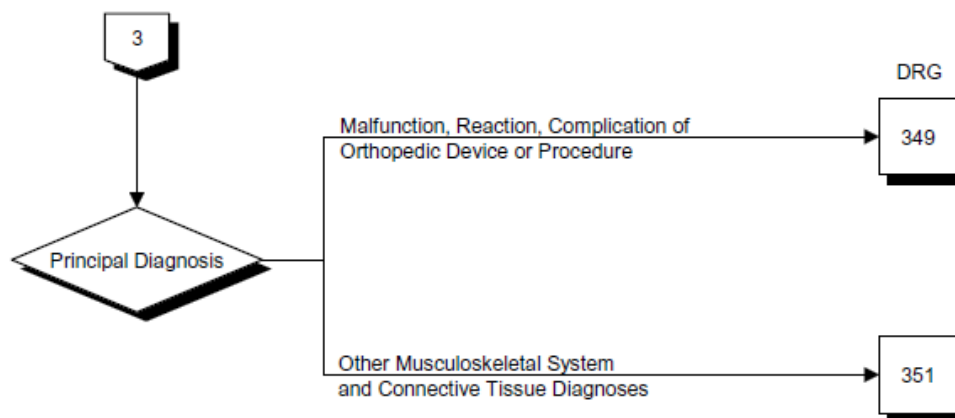 3
DRG
Malfunction, Reaction, Complication of
Orthopedic Device or Procedure
349
Principal Diagnosis
Other Musculoskeletal System
and Connective Tissue Diagnoses
351